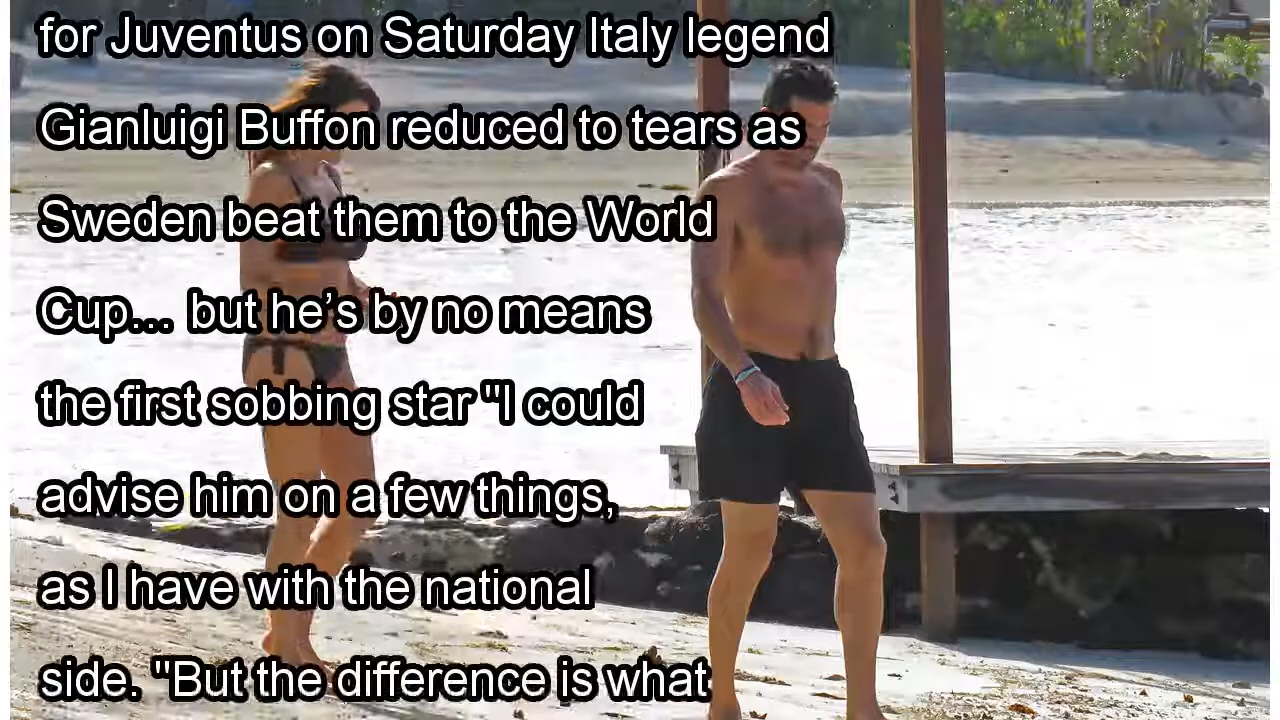 for Juventus on Saturday Italy legend
Gianluigi Buffon reduced to tears as
Sweden beat them to the World
Cup… but he’s by no means
the first sobbing star "I could
advise him on a few things,
as I have with the national
side. "But the difference is what